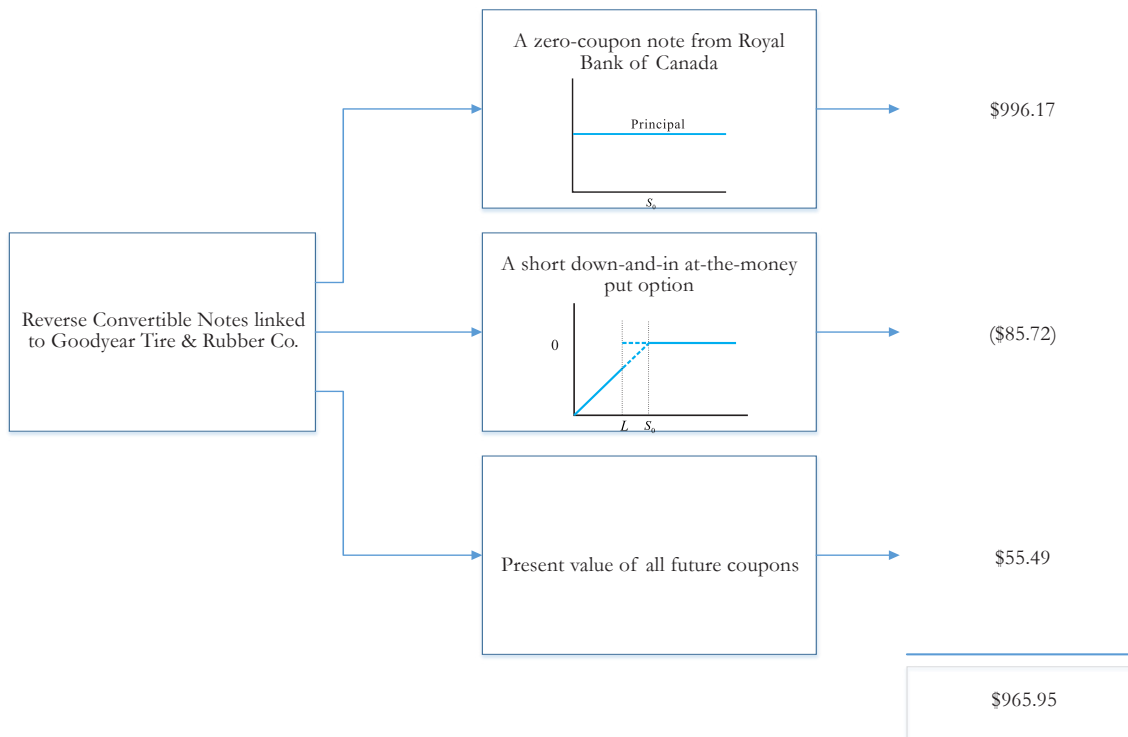 A zero-coupon note from Royal
Bank of Canada
Principal
S₀
$996.17
Reverse Convertible Notes linked
to Goodyear Tire & Rubber Co.
A short down-and-in at-the-money
put option
0
L S₀
($85.72)
Present value of all future coupons
$55.49
$965.95